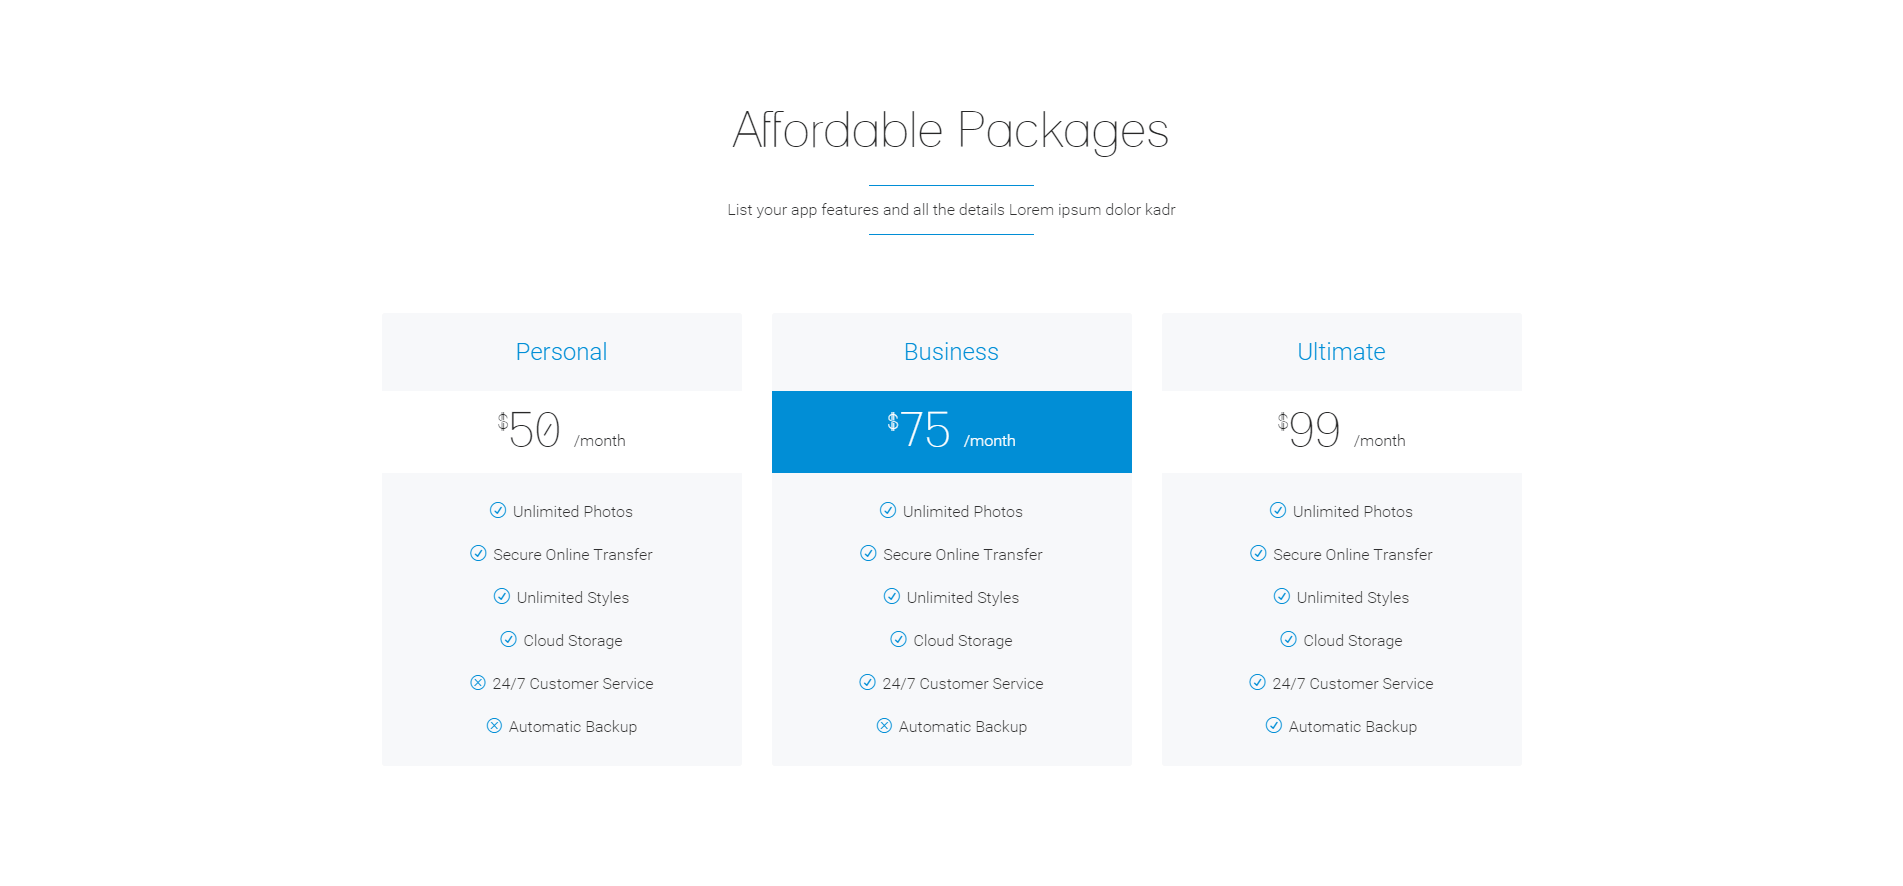 Affordable Packages
List your app features and all the details Lorem ipsum dolor kadr
Personal
$50 /month
Unlimited Photos
Secure Online Transfer
Unlimited Styles
Cloud Storage
24/7 Customer Service
Automatic Backup
Business
$75 /month
Unlimited Photos
Secure Online Transfer
Unlimited Styles
Cloud Storage
24/7 Customer Service
Automatic Backup
Ultimate
$99 /month
Unlimited Photos
Secure Online Transfer
Unlimited Styles
Cloud Storage
24/7 Customer Service
Automatic Backup